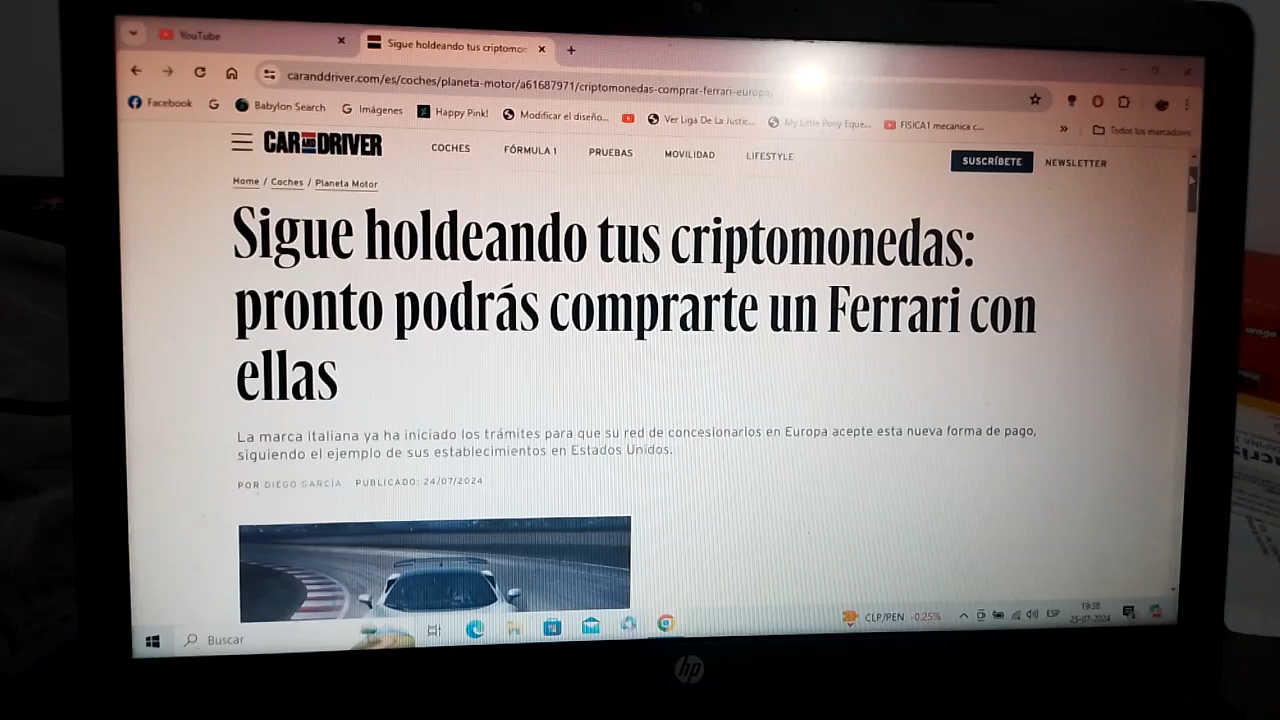 YouTube
Sigue holdeando tus criptomon
caranddriver.com/es/coches/planeta-motor/a61687971/criptomonedas-comprar-ferrari-europa/
Facebook Babylon Search Imágenes Happy Pink! Modificar el diseño... Ver Liga De La Justic... My Little Pony Eque... FISICA1 mecanica c... » Todos los marcadores
CAR AND DRIVER COCHES FÓRMULA 1 PRUEBAS MOVILIDAD LIFESTYLE SUSCRÍBETE NEWSLETTER
Home / Coches / Planeta Motor
Sigue holdeando tus criptomonedas:
pronto podrás comprarte un Ferrari con
ellas
La marca italiana ya ha iniciado los trámites para que su red de concesionarios en Europa acepte esta nueva forma de pago,
siguiendo el ejemplo de sus establecimientos en Estados Unidos.
POR DIEGO GARCÍA PUBLICADO: 24/07/2024
Buscar CLP/PEN -0.25% ESP 19:38
25-07-2024
hp